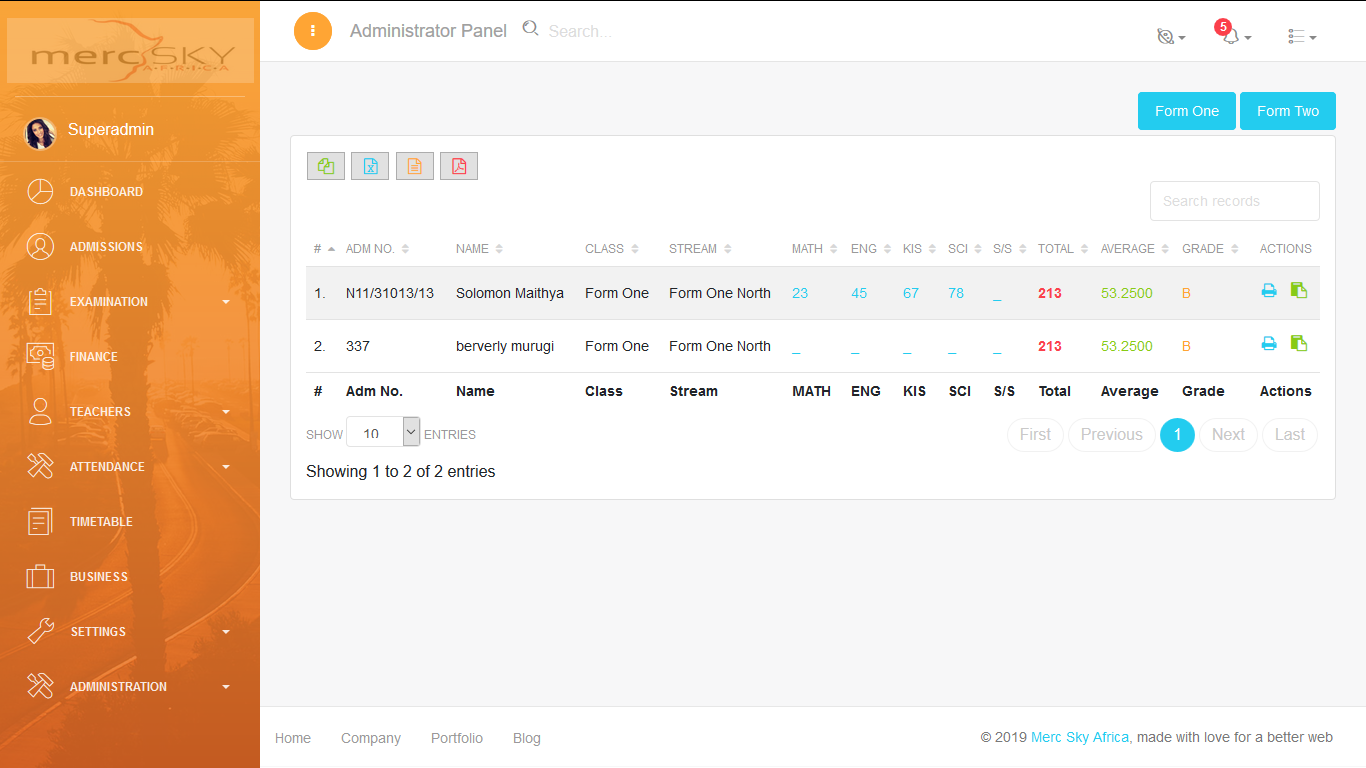 mercSKY
A·F·R·I·C·A
Superadmin
DASHBOARD
ADMISSIONS
EXAMINATION
FINANCE
TEACHERS
ATTENDANCE
TIMETABLE
BUSINESS
SETTINGS
ADMINISTRATION
Administrator Panel Search...
5
Form One Form Two
Search records
# ADM NO. NAME CLASS STREAM MATH ENG KIS SCI S/S TOTAL AVERAGE GRADE ACTIONS
1. N11/31013/13 Solomon Maithya Form One Form One North 23 45 67 78 _ 213 53.2500 B
2. 337 berverly murugi Form One Form One North _ _ _ _ _ 213 53.2500 B
# Adm No. Name Class Stream MATH ENG KIS SCI S/S Total Average Grade Actions
SHOW 10 ENTRIES First Previous 1 Next Last
Showing 1 to 2 of 2 entries
Home Company Portfolio Blog © 2019 Merc Sky Africa, made with love for a better web